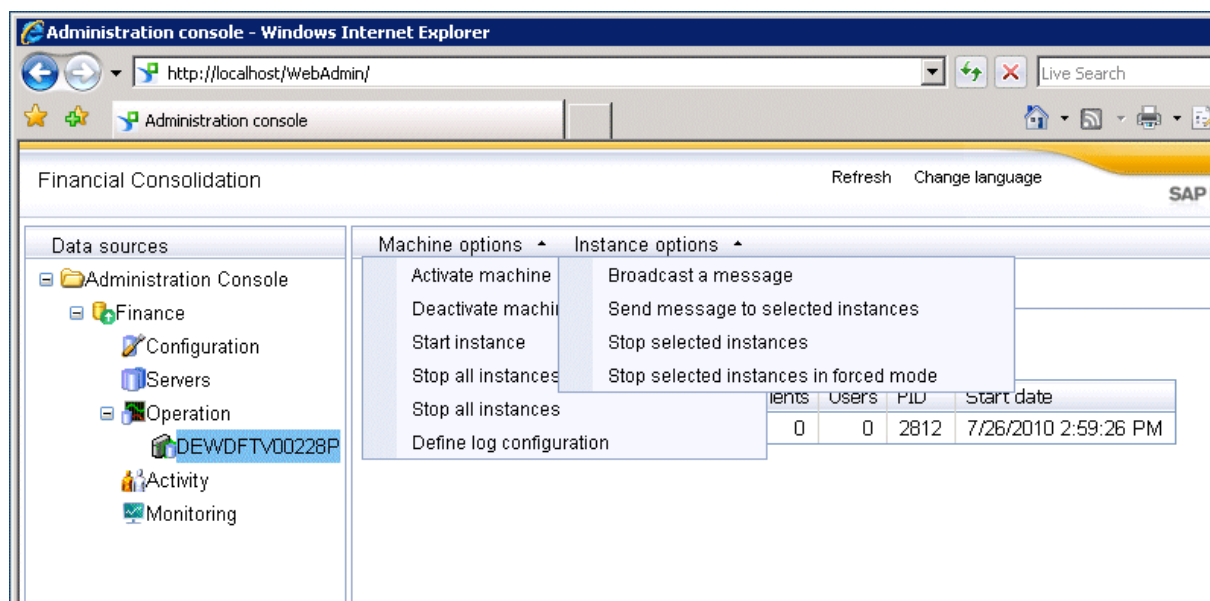 Administration console - Windows Internet Explorer
http://localhost/WebAdmin/
Live Search
Administration console
Financial Consolidation
Refresh Change language
SAP
Data sources
Administration Console
Finance
Configuration
Servers
Operation
DEWDFTV00228P
Activity
Monitoring
Machine options Instance options
Activate machine
Deactivate machi
Start instance
Stop all instances
Stop all instances
Define log configuration
Broadcast a message
Send message to selected instances
Stop selected instances
Stop selected instances in forced mode
Users PID Start date
0 0 2812 7/26/2010 2:59:26 PM